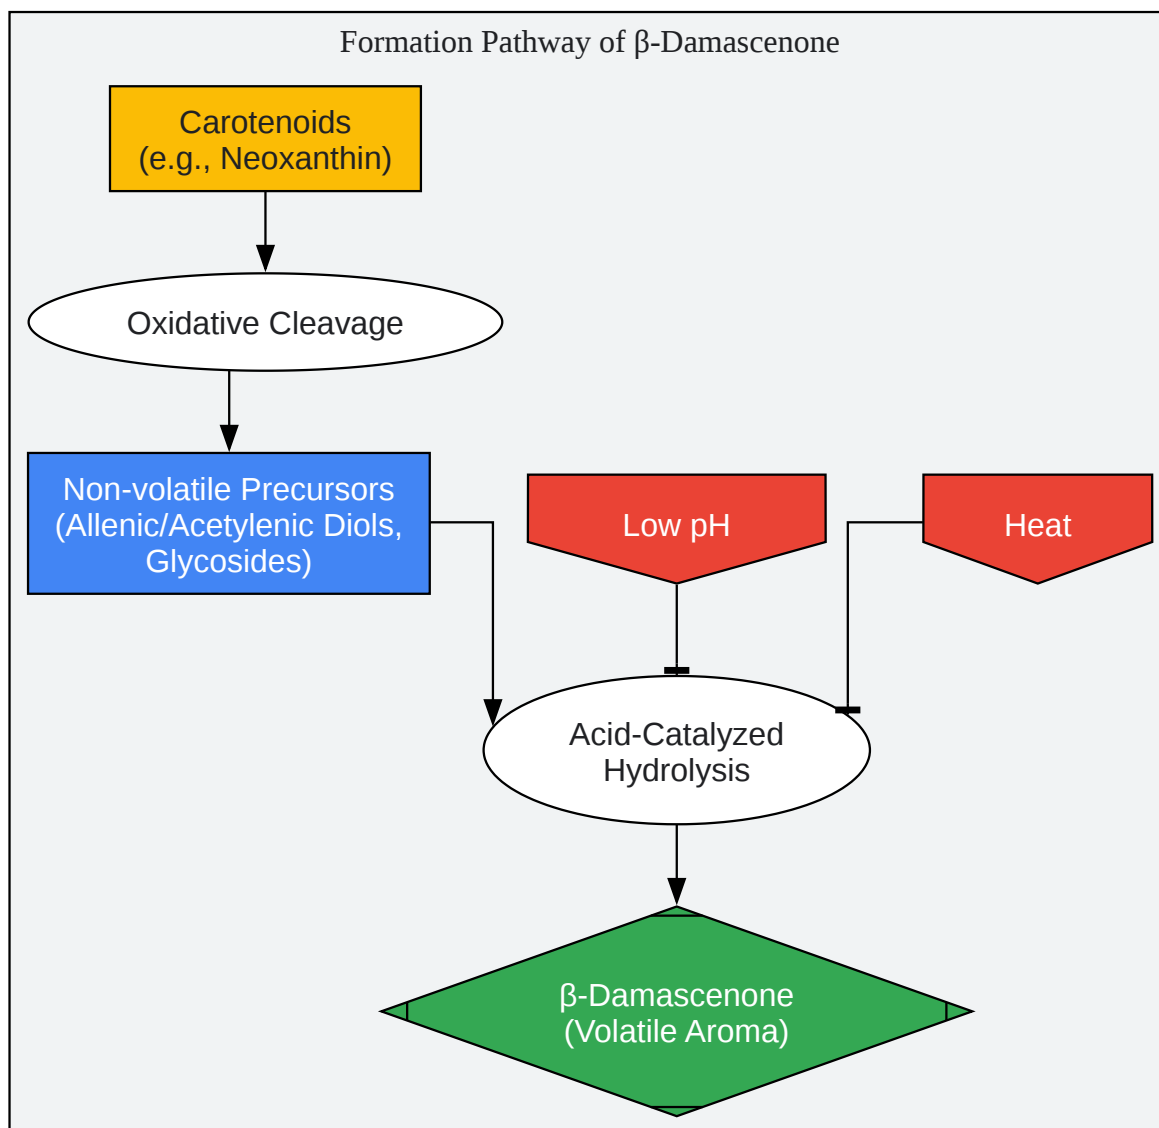 Formation Pathway of β-Damascenone
Carotenoids
(e.g., Neoxanthin)
Oxidative Cleavage
Non-volatile Precursors
(Allenic/Acetylenic Diols,
Glycosides)
Low pH
Heat
Acid-Catalyzed
Hydrolysis
β-Damascenone
(Volatile Aroma)